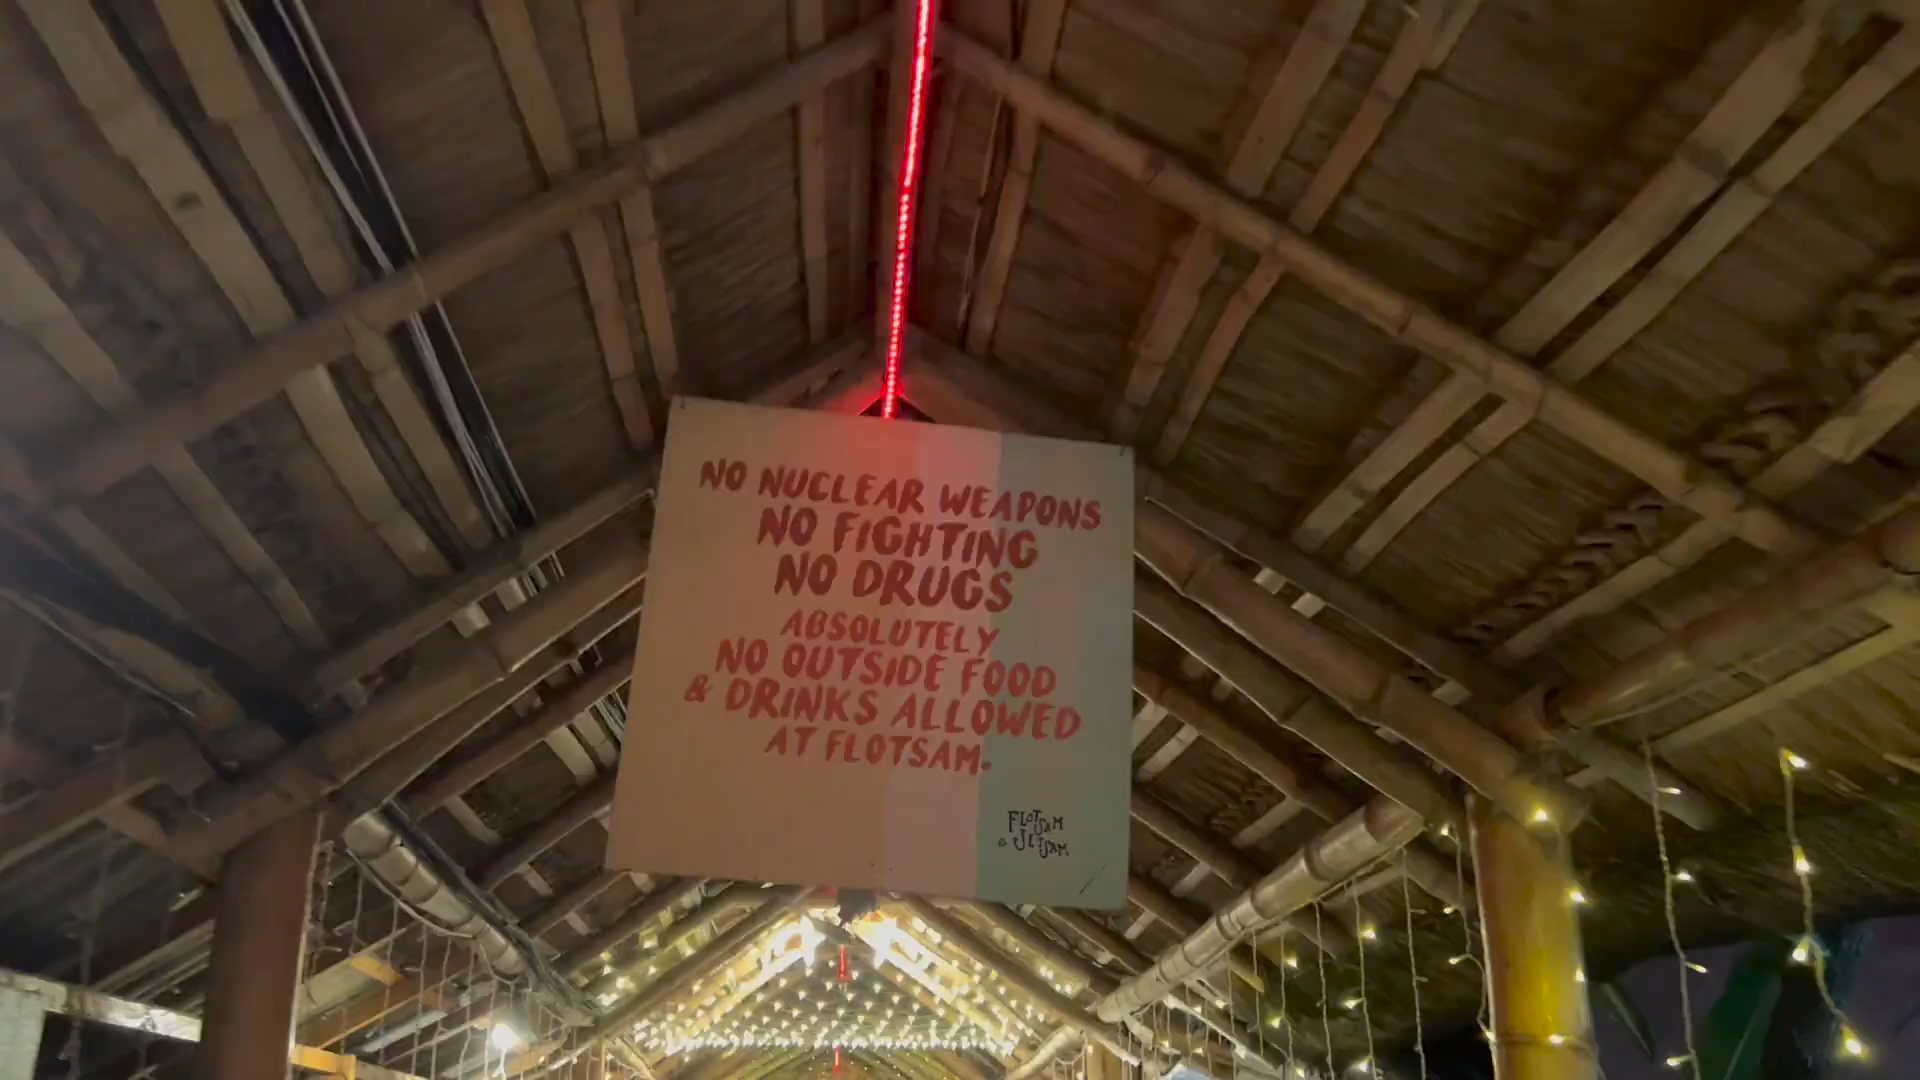 NO NUCLEAR WEAPONS
NO FIGHTING
NO DRUGS
ABSOLUTELY
NO OUTSIDE FOOD
& DRINKS ALLOWED
AT FLOTSAM.
FLOTSAM
& JETSAM